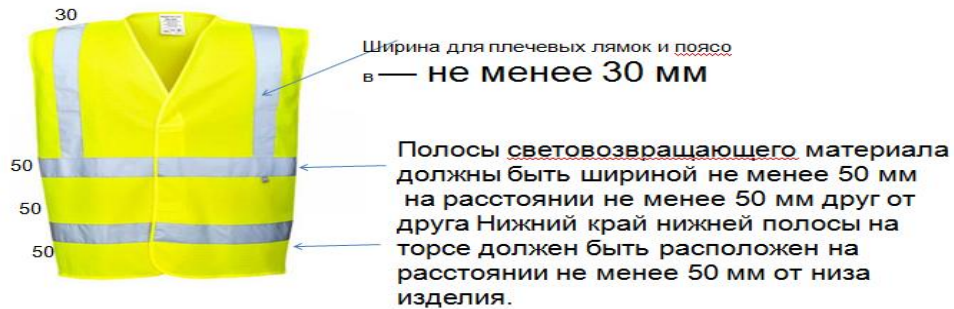 30
Ширина для плечевых лямок и поясо
в — не менее 30 мм
50
Полосы световозвращающего материала
должны быть шириной не менее 50 мм
на расстоянии не менее 50 мм друг от
50
друга Нижний край нижней полосы на
торсе должен быть расположен на
50
расстоянии не менее 50 мм от низа
изделия.